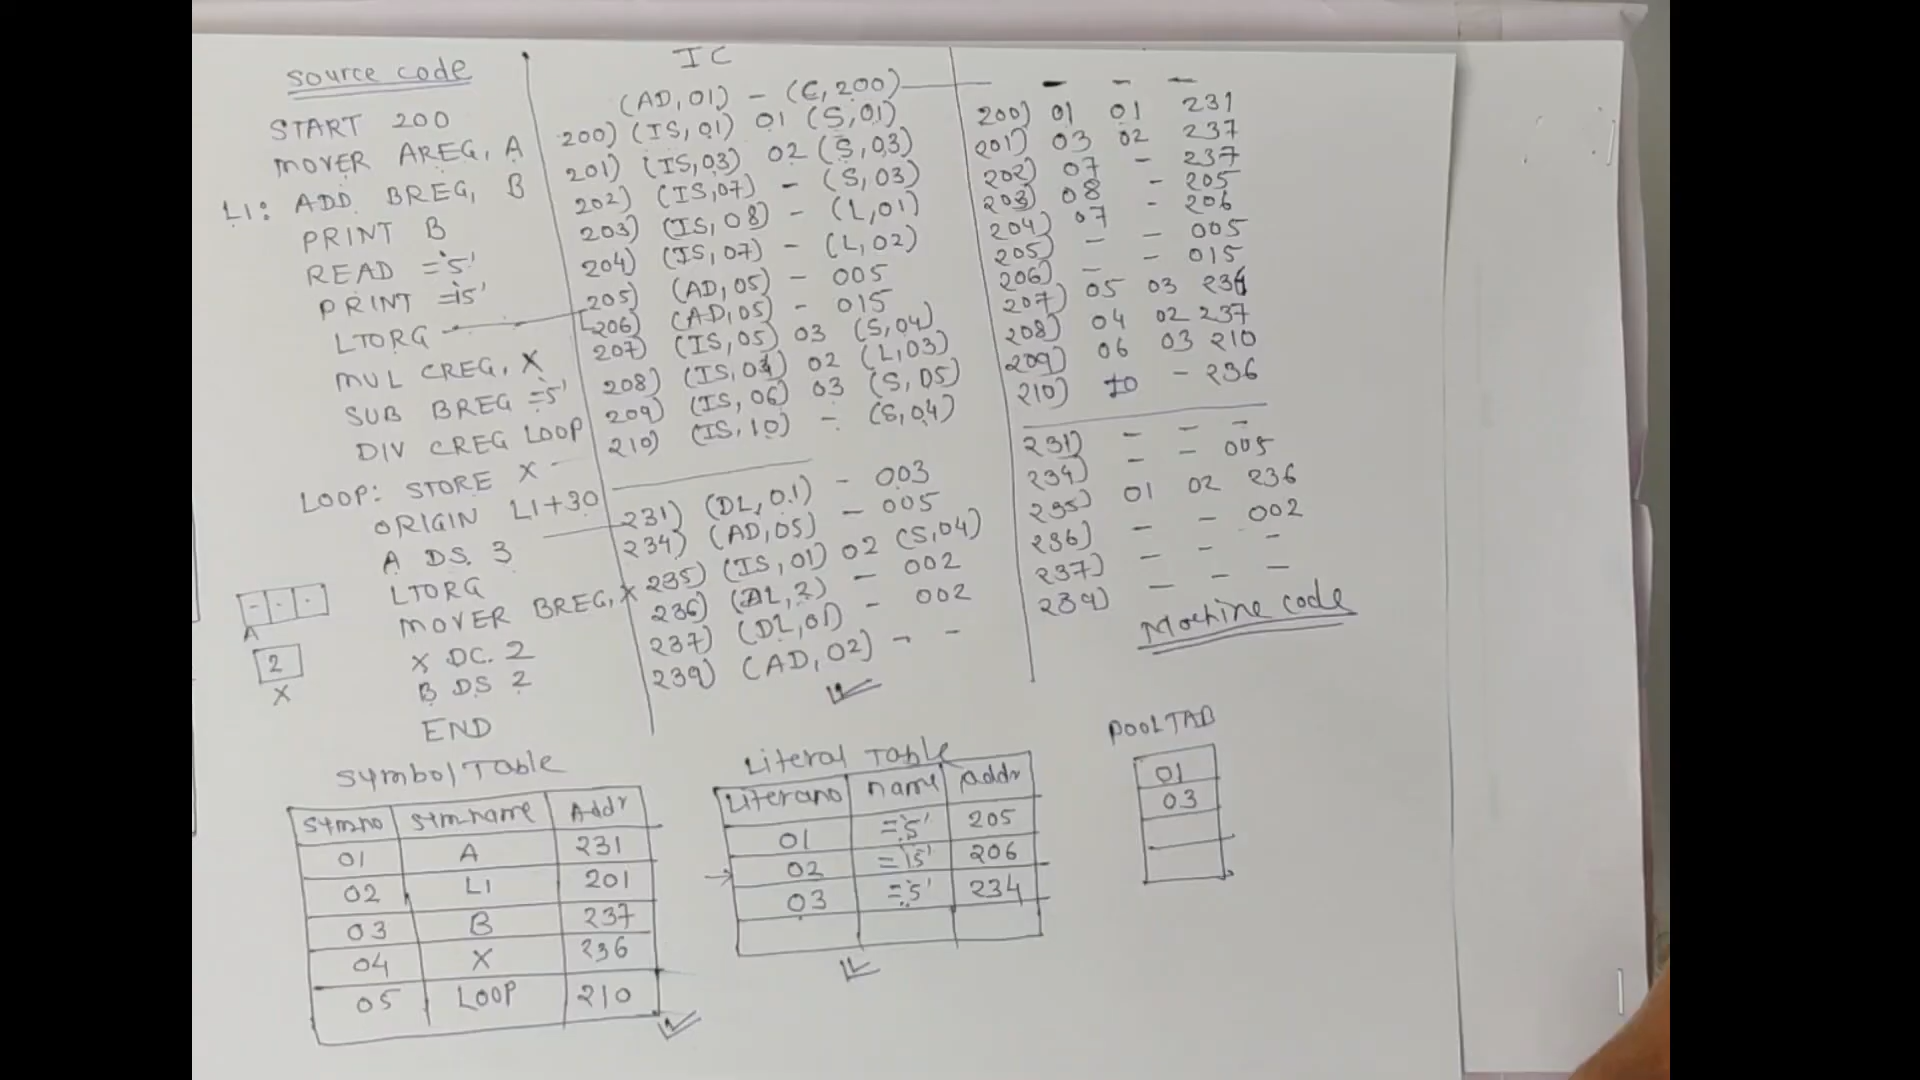 source code
START 200
MOVER AREG, A
L1: ADD BREG, B
PRINT B
READ ='5'
PRINT ='15'
LTORG
MUL CREG, X
SUB BREG ='5'
DIV CREG LOOP
LOOP: STORE X
ORIGIN L1+30
A DS. 3
LTORG
MOVER BREG, X
X DC. 2
B DS 2
END
A
2
X
IC
(AD, 01) - (C, 200)
200) (IS, 01) 01 (S, 01)
201) (IS, 03) 02 (S, 03)
202) (IS, 07) - (S, 03)
203) (IS, 08) - (L, 01)
204) (IS, 07) - (L, 02)
205) (AD, 05) - 005
206) (AD, 05) - 015
207) (IS, 05) 03 (S, 04)
208) (IS, 04) 02 (L, 03)
209) (IS, 06) 03 (S, 05)
210) (IS, 10) - (S, 04)
231) (DL, 01) - 003
234) (AD, 05) - 005
235) (IS, 01) 02 (S, 04)
236) (DL, 2) - 002
237) (DL, 01) - 002
239) (AD, 02) - -
- - -
200) 01 01 231
201) 03 02 237
202) 07 - 237
203) 08 - 205
204) 07 - 206
205) - - 005
206) - - 015
207) 05 03 236
208) 04 02 237
209) 06 03 210
210) 10 - 236
231) - - -
234) - - 005
235) 01 02 236
236) - - 002
237) - - -
239) - - -
Machine code
Symbol Table
Symno Symname Addr
01 A 231
02 L1 201
03 B 237
04 X 236
05 LOOP 210
Literal Table
Literano name Addr
01 ='5' 205
02 ='15' 206
03 ='5' 234
POOLTAB
01
03